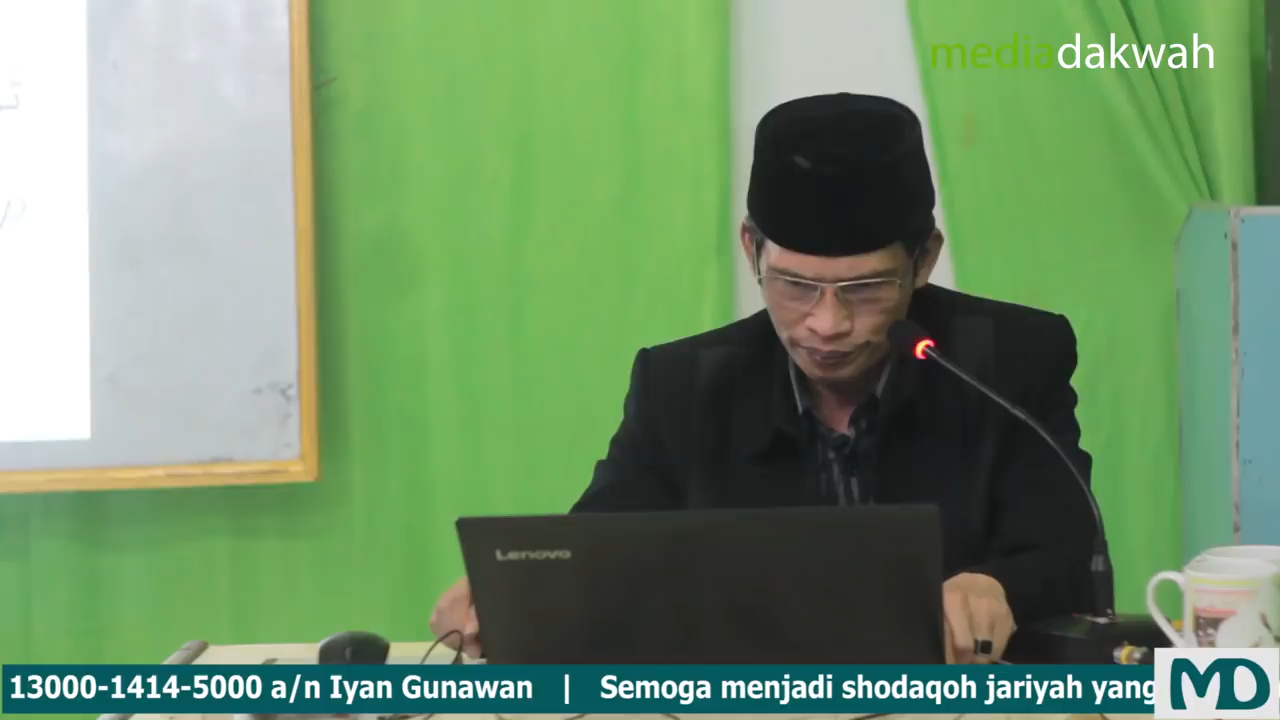 mediadakwah
Lenovo
13000-1414-5000 a/n Iyan Gunawan | Semoga menjadi shodaqoh jariyah yang
MD